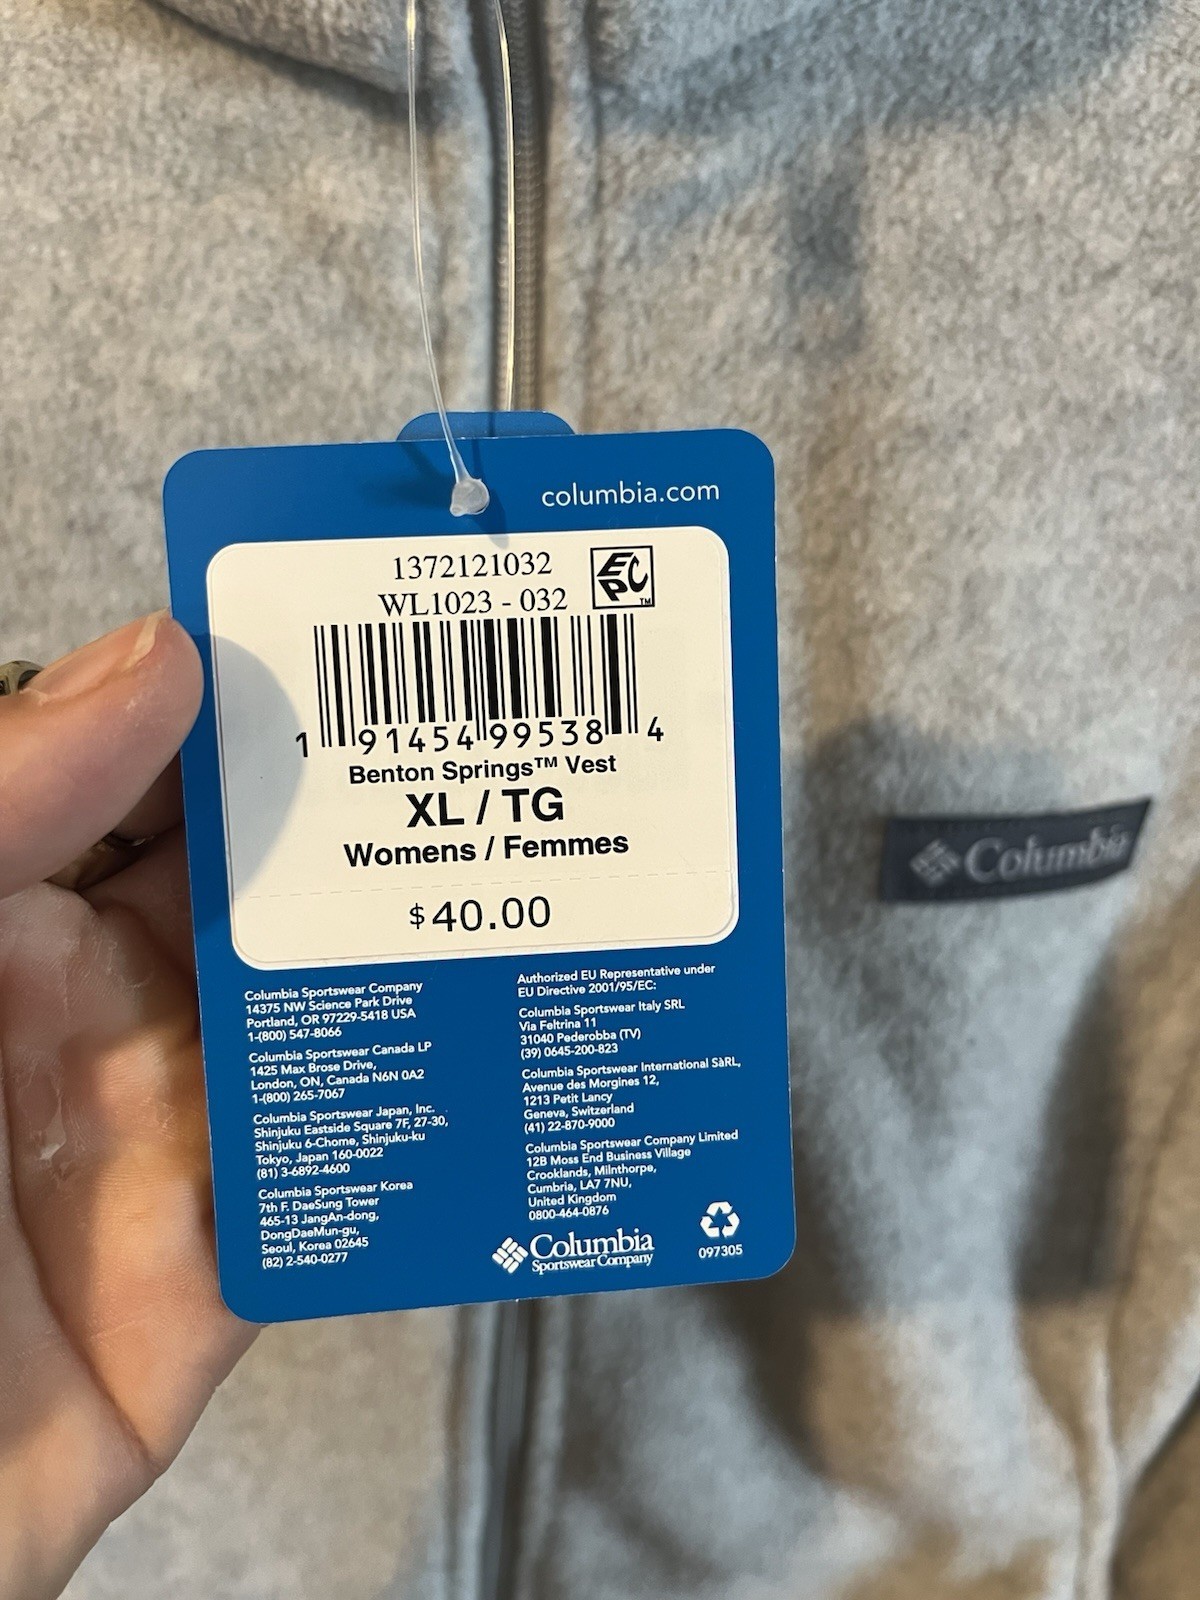 columbia.com
1372121032
WL1023 - 032
EPC
TM
1 91454 99538 4
Benton Springs™ Vest
XL / TG
Womens / Femmes
$40.00
Columbia Sportswear Company
14375 NW Science Park Drive
Portland, OR 97229-5418 USA
1-(800) 547-8066
Columbia Sportswear Canada LP
1425 Max Brose Drive,
London, ON, Canada N6N 0A2
1-(800) 265-7067
Columbia Sportswear Japan, Inc.
Shinjuku Eastside Square 7F, 27-30,
Shinjuku 6-Chome, Shinjuku-ku
Tokyo, Japan 160-0022
(81) 3-6892-4600
Columbia Sportswear Korea
7th F. DaeSung Tower
465-13 JangAn-dong,
DongDaeMun-gu,
Seoul, Korea 02645
(82) 2-540-0277
Authorized EU Representative under
EU Directive 2001/95/EC:
Columbia Sportswear Italy SRL
Via Feltrina 11
31040 Pederobba (TV)
(39) 0645-200-823
Columbia Sportswear International SàRL,
Avenue des Morgines 12,
1213 Petit Lancy
Geneva, Switzerland
(41) 22-870-9000
Columbia Sportswear Company Limited
12B Moss End Business Village
Crooklands, Milnthorpe,
Cumbria, LA7 7NU,
United Kingdom
0800-464-0876
Columbia
Sportswear Company
097305
Columbia